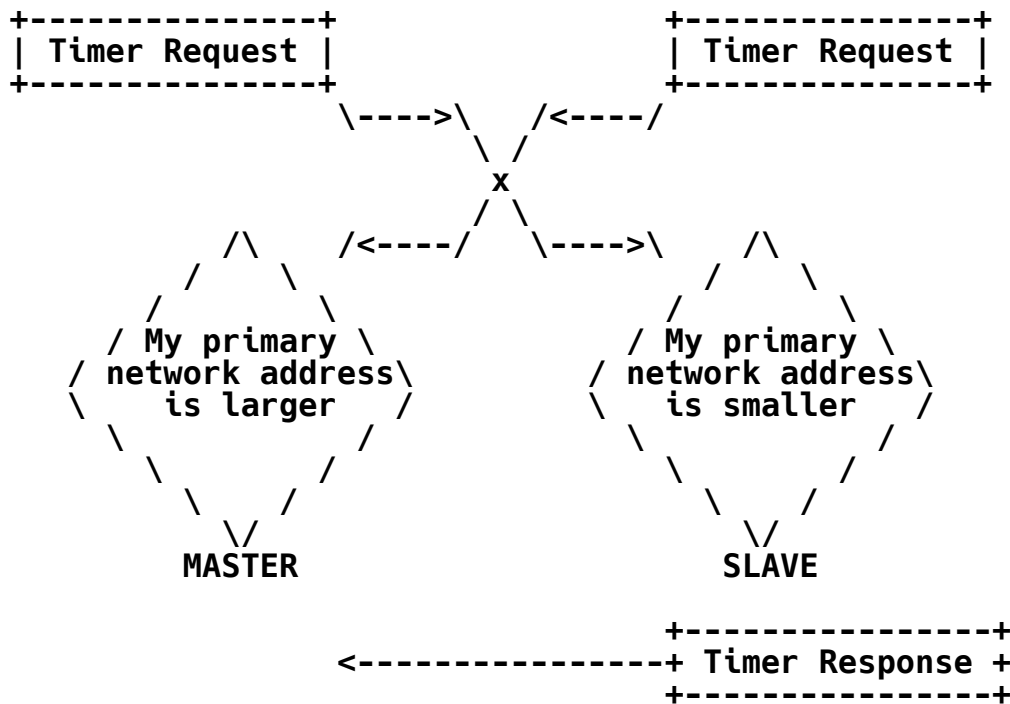 +---------------+                 +---------------+
| Timer Request |                 | Timer Request |
+---------------+                 +---------------+
                 \---->\   /<----/
                        \ /
                         x
                        / \
           /\    /<----/   \---->\    /\
         /    \                     /    \
       /        \                 /        \
     / My primary \             / My primary \
   / network address\         / network address\
   \    is larger   /         \   is smaller   /
     \            /             \            /
       \        /                 \        /
         \    /                     \    /
           \/                         \/
         MASTER                      SLAVE

                                  +----------------+
                 <----------------+ Timer Response +
                                  +----------------+